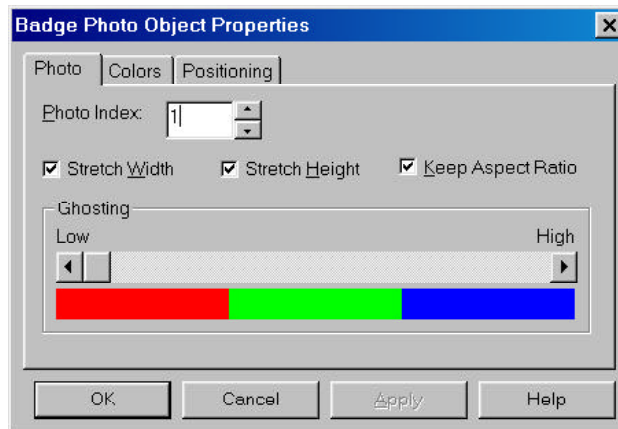 Badge Photo Object Properties
Photo Colors Positioning
Photo Index: 1
Stretch Width Stretch Height Keep Aspect Ratio
Ghosting
Low High
OK Cancel Apply Help